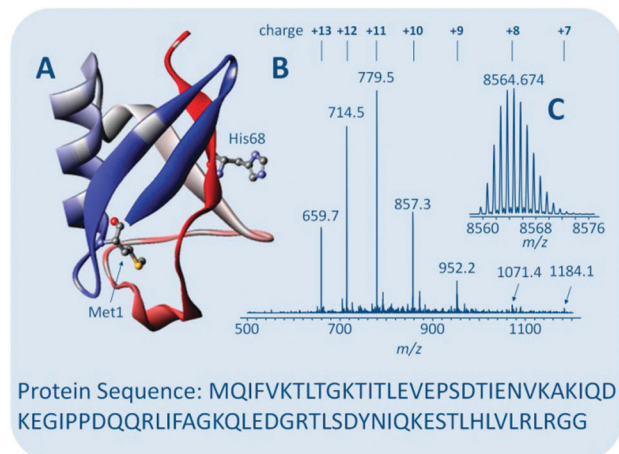 charge +13 +12 +11 +10 +9 +8 +7
A
B
C
His68
Met1
779.5
714.5
659.7
857.3
952.2
1071.4
1184.1
8564.674
8560 8568 8576
m/z
500 700 900 1100
m/z
Protein Sequence: MQIFVKTLTGKTITLEVEPSDTIENVKAKIQD
KEGIPPDQQRLIFAGKQLEDGRTLSDYNIQKESTLHLVLRLRGG